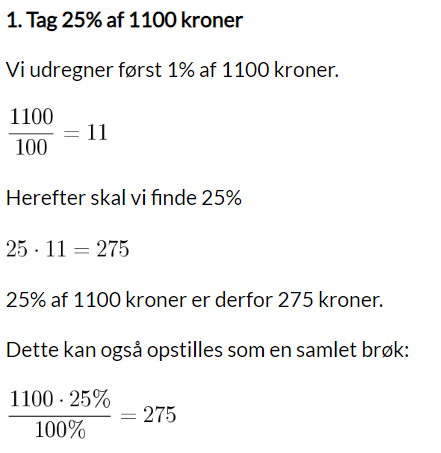 1. Tag 25% af 1100 kroner
Vi udregner først 1% af 1100 kroner.
1100
100
= 11
Herefter skal vi finde 25%
25 · 11 = 275
25% af 1100 kroner er derfor 275 kroner.
Dette kan også opstilles som en samlet brøk:
1100 · 25%
100%
= 275